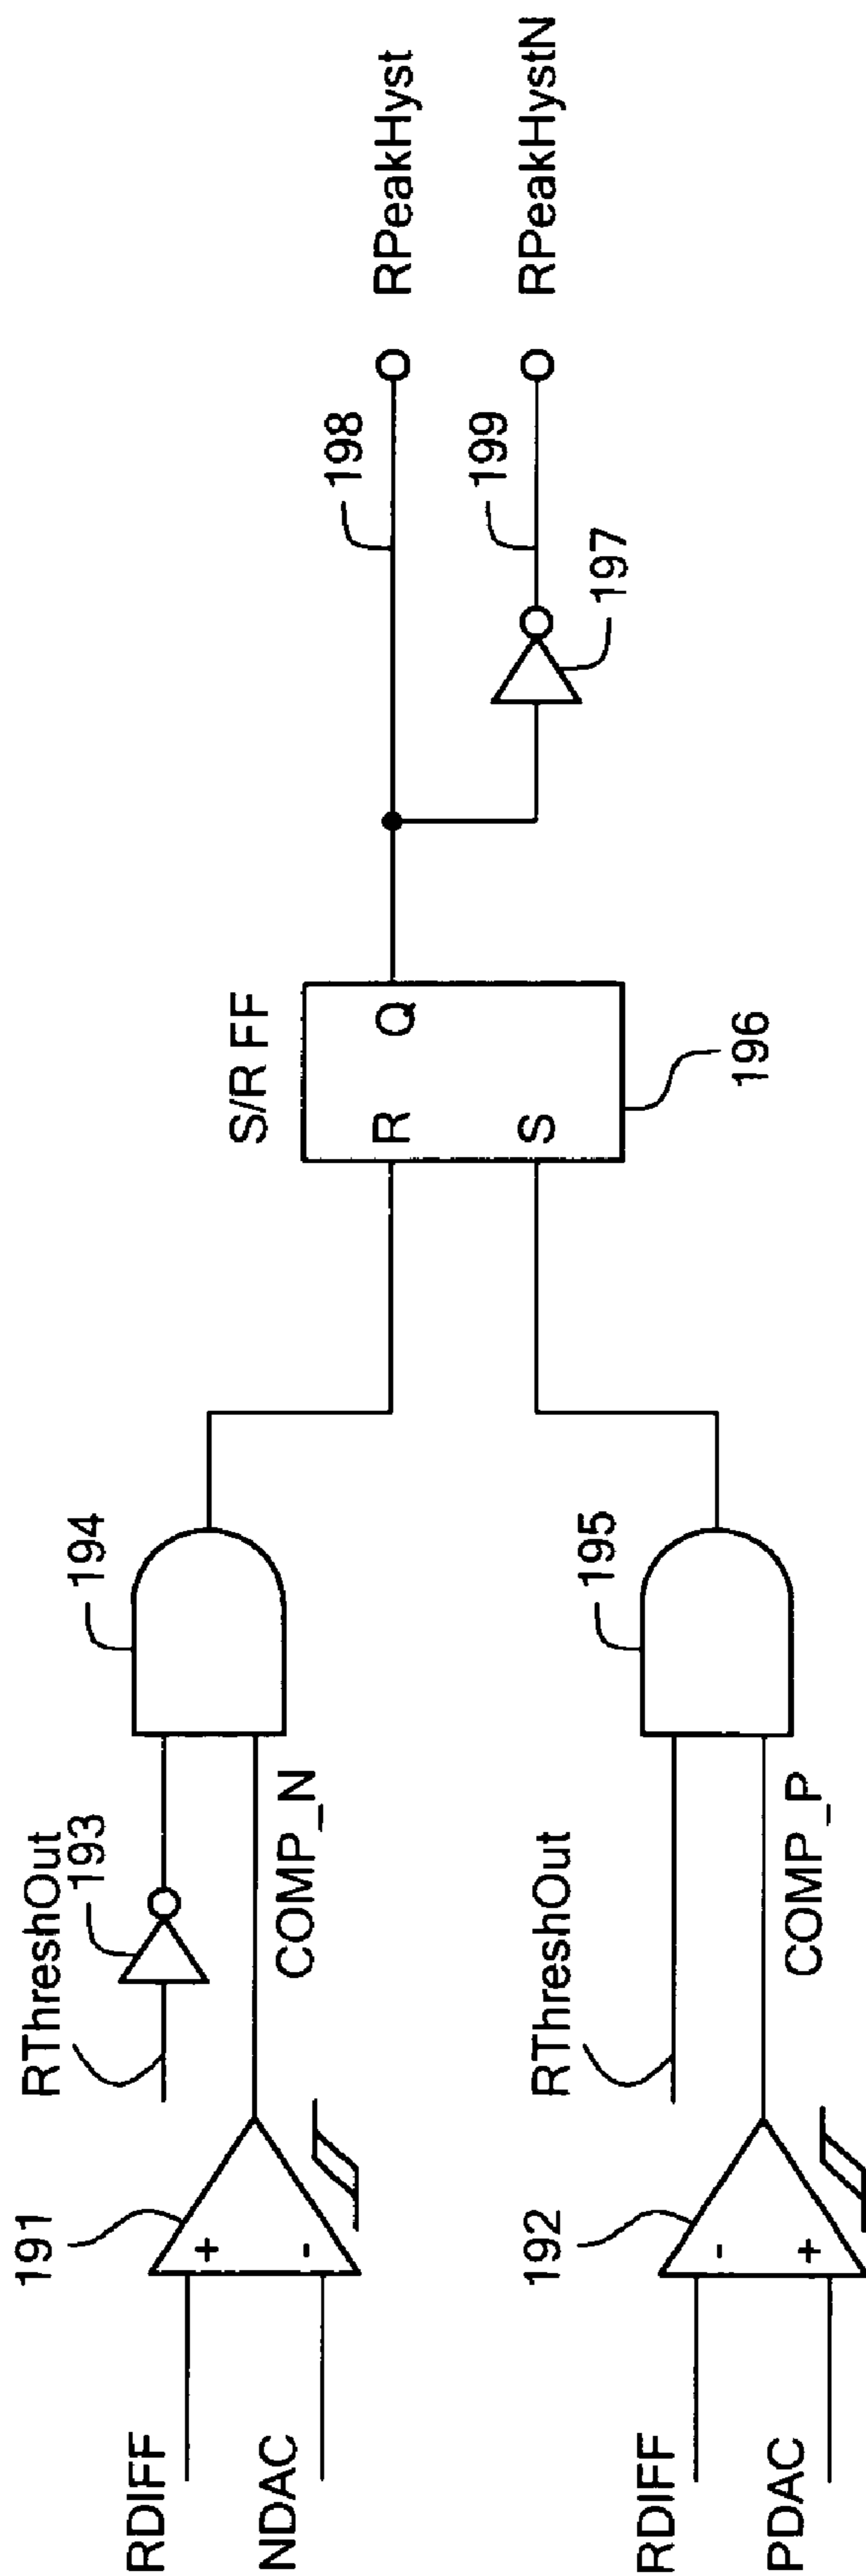 RDIFF
NDAC
191
+
-
RThreshOut
193
COMP_N
194
RDIFF
PDAC
192
-
+
RThreshOut
COMP_P
195
S/R FF
R
Q
S
196
198
RPeakHyst
197
199
RPeakHystN